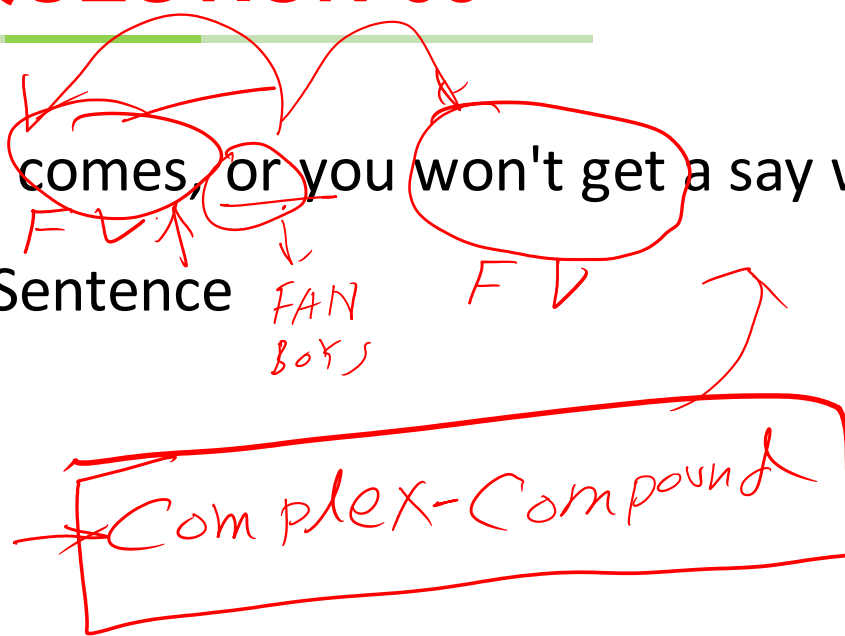 comes, or you won't get a say
F V F V
Sentence
FAN
BOYS
Complex-Compound